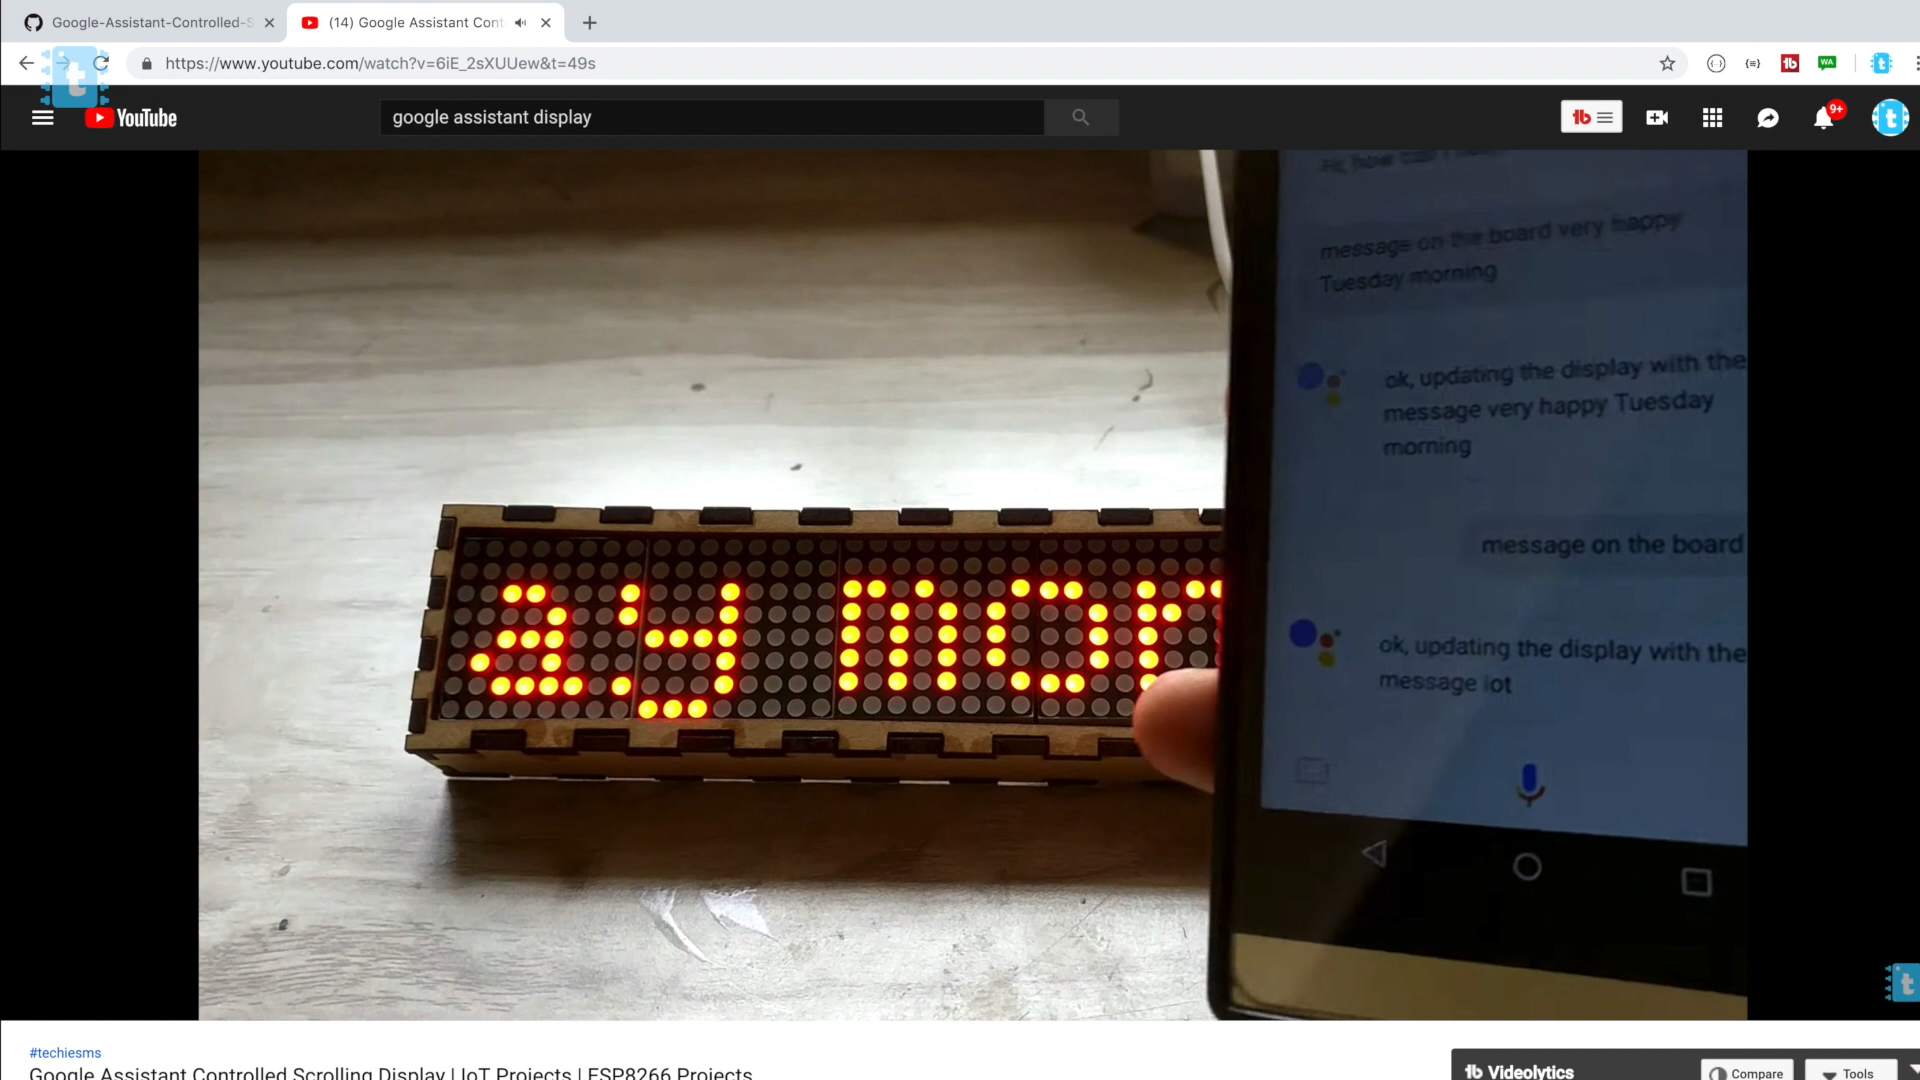 Google-Assistant-Controlled-S
(14) Google Assistant Cont
https://www.youtube.com/watch?v=6iE_2sXUUew&t=49s
WA
YouTube
google assistant display
9+
message on the board very happy
Tuesday morning
ok, updating the display with the
message very happy Tuesday
morning
message on the board
ok, updating the display with the
message iot
ay mor
#techiesms
Google Assistant Controlled Scrolling Display | IoT Projects | ESP8266 Projects
Videolytics
Compare
Tools